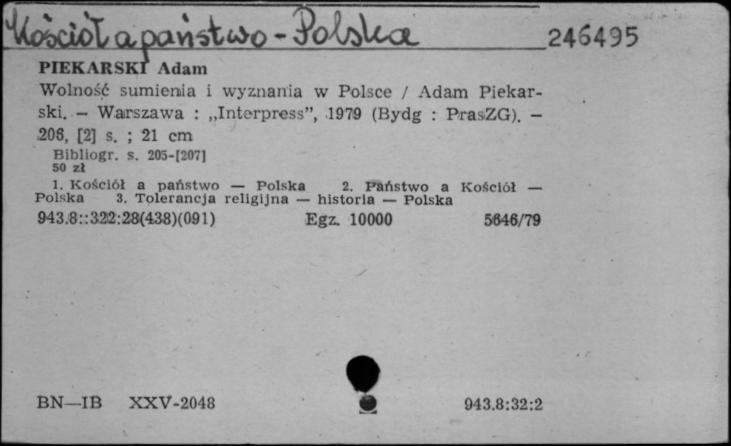 Kościół a państwo - Polska 246495
PIEKARSKI Adam
Wolność sumienia i wyznania w Polsce / Adam Piekar-
ski. — Warszawa : „Interpress”, 1979 (Bydg : PrasZG). —
206, [2] s. ; 21 cm
Bibliogr. s. 205-[207]
50 zł
1. Kościół a państwo — Polska 2. Państwo a Kościół —
Polska 3. Tolerancja religijna — historia — Polska
943.8::322:28(438)(091) Egz. 10000 5646/79
BN—IB XXV-2048 943.8:32:2